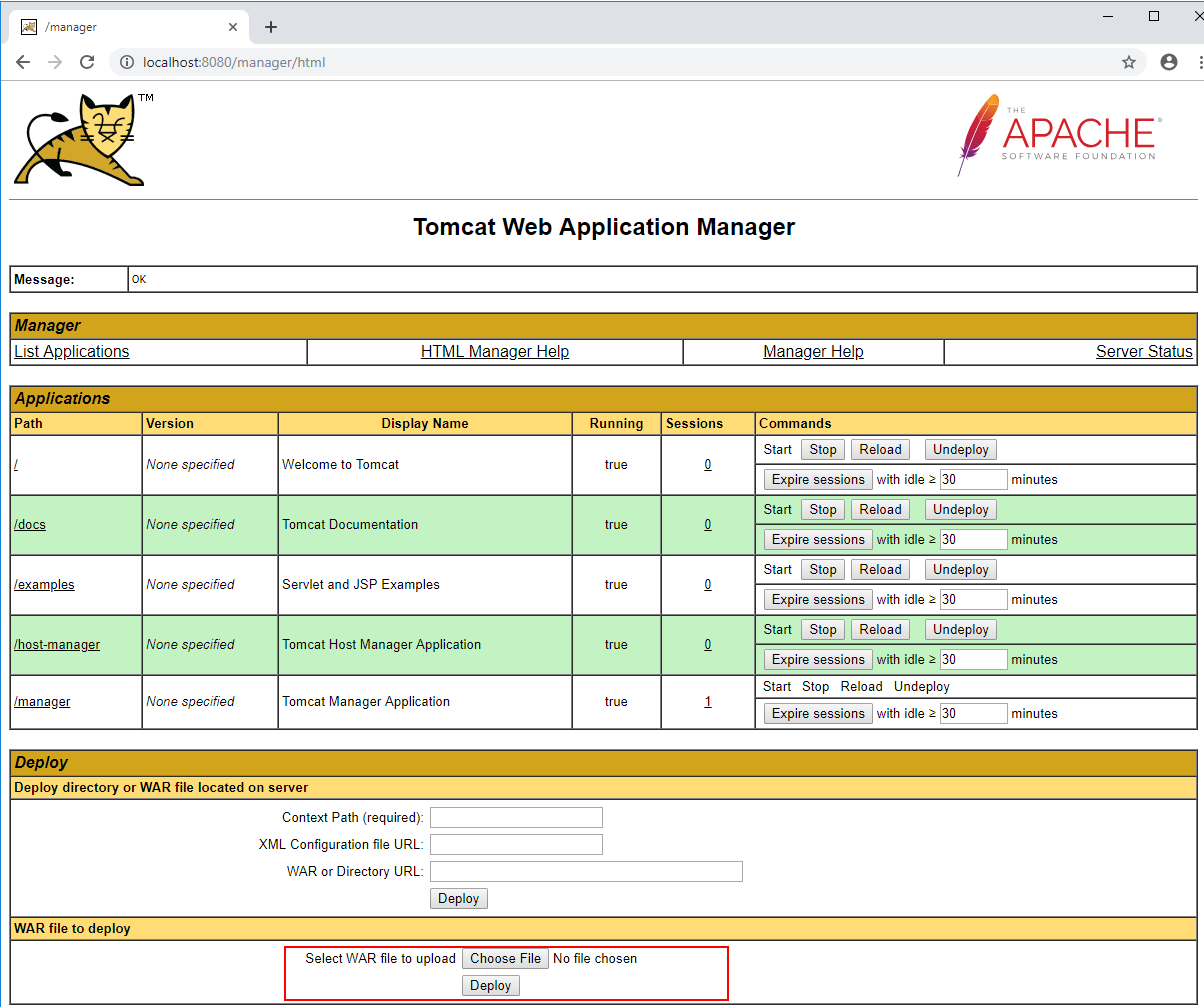 /manager
localhost:8080/manager/html
TM
THE
APACHE®
SOFTWARE FOUNDATION
Tomcat Web Application Manager
Message: OK
Manager
List Applications HTML Manager Help Manager Help Server Status
Applications
Path Version Display Name Running Sessions Commands
/ None specified Welcome to Tomcat true 0 Start Stop Reload Undeploy
Expire sessions with idle ≥ 30 minutes
/docs None specified Tomcat Documentation true 0 Start Stop Reload Undeploy
Expire sessions with idle ≥ 30 minutes
/examples None specified Servlet and JSP Examples true 0 Start Stop Reload Undeploy
Expire sessions with idle ≥ 30 minutes
/host-manager None specified Tomcat Host Manager Application true 0 Start Stop Reload Undeploy
Expire sessions with idle ≥ 30 minutes
/manager None specified Tomcat Manager Application true 1 Start Stop Reload Undeploy
Expire sessions with idle ≥ 30 minutes
Deploy
Deploy directory or WAR file located on server
Context Path (required):
XML Configuration file URL:
WAR or Directory URL:
Deploy
WAR file to deploy
Select WAR file to upload Choose File No file chosen
Deploy